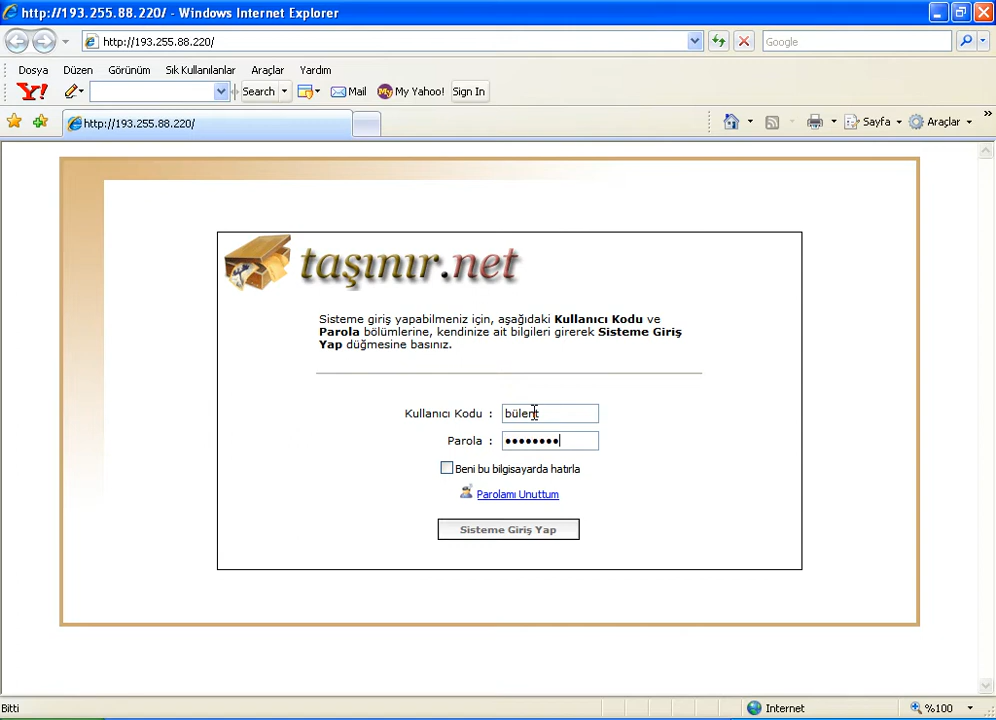 http://193.255.88.220/ - Windows Internet Explorer
http://193.255.88.220/
Google
Dosya Düzen Görünüm Sık Kullanılanlar Araçlar Yardım
Y! Search Mail My My Yahoo! Sign In
http://193.255.88.220/ Sayfa Araçlar »
taşınır.net
Sisteme giriş yapabilmeniz için, aşağıdaki Kullanıcı Kodu ve
Parola bölümlerine, kendinize ait bilgileri girerek Sisteme Giriş
Yap düğmesine basınız.
Kullanıcı Kodu : bülent
Parola : ••••••••
Beni bu bilgisayarda hatırla
Parolamı Unuttum
Sisteme Giriş Yap
Bitti Internet %100